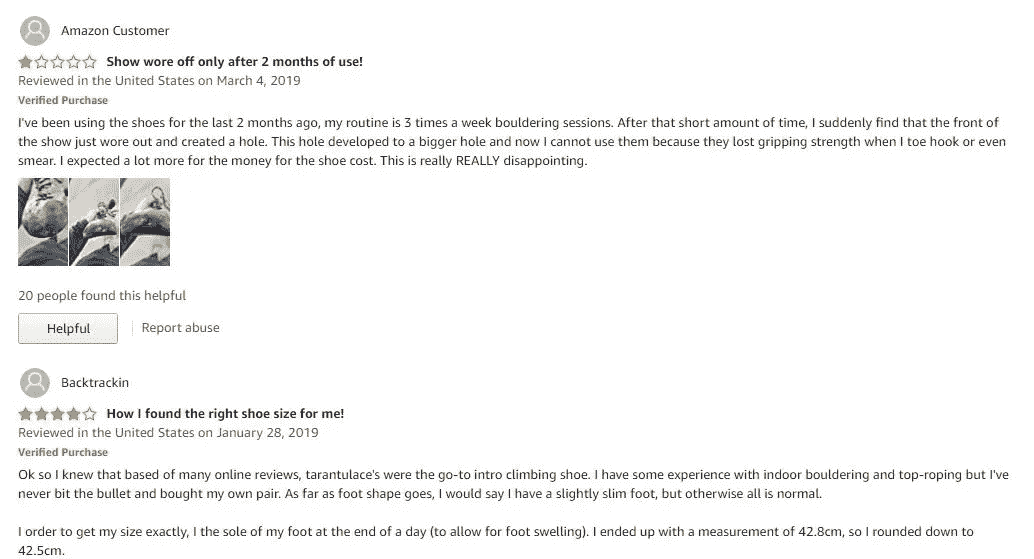 Amazon Customer
Show wore off only after 2 months of use!
Reviewed in the United States on March 4, 2019
Verified Purchase
I've been using the shoes for the last 2 months ago, my routine is 3 times a week bouldering sessions. After that short amount of time, I suddenly find that the front of
the show just wore out and created a hole. This hole developed to a bigger hole and now I cannot use them because they lost gripping strength when I toe hook or even
smear. I expected a lot more for the money for the shoe cost. This is really REALLY disappointing.
20 people found this helpful
Helpful
Report abuse
Backtrackin
How I found the right shoe size for me!
Reviewed in the United States on January 28, 2019
Verified Purchase
Ok so I knew that based of many online reviews, tarantulace's were the go-to intro climbing shoe. I have some experience with indoor bouldering and top-roping but I've
never bit the bullet and bought my own pair. As far as foot shape goes, I would say I have a slightly slim foot, but otherwise all is normal.
I order to get my size exactly, I the sole of my foot at the end of a day (to allow for foot swelling). I ended up with a measurement of 42.8cm, so I rounded down to
42.5cm.